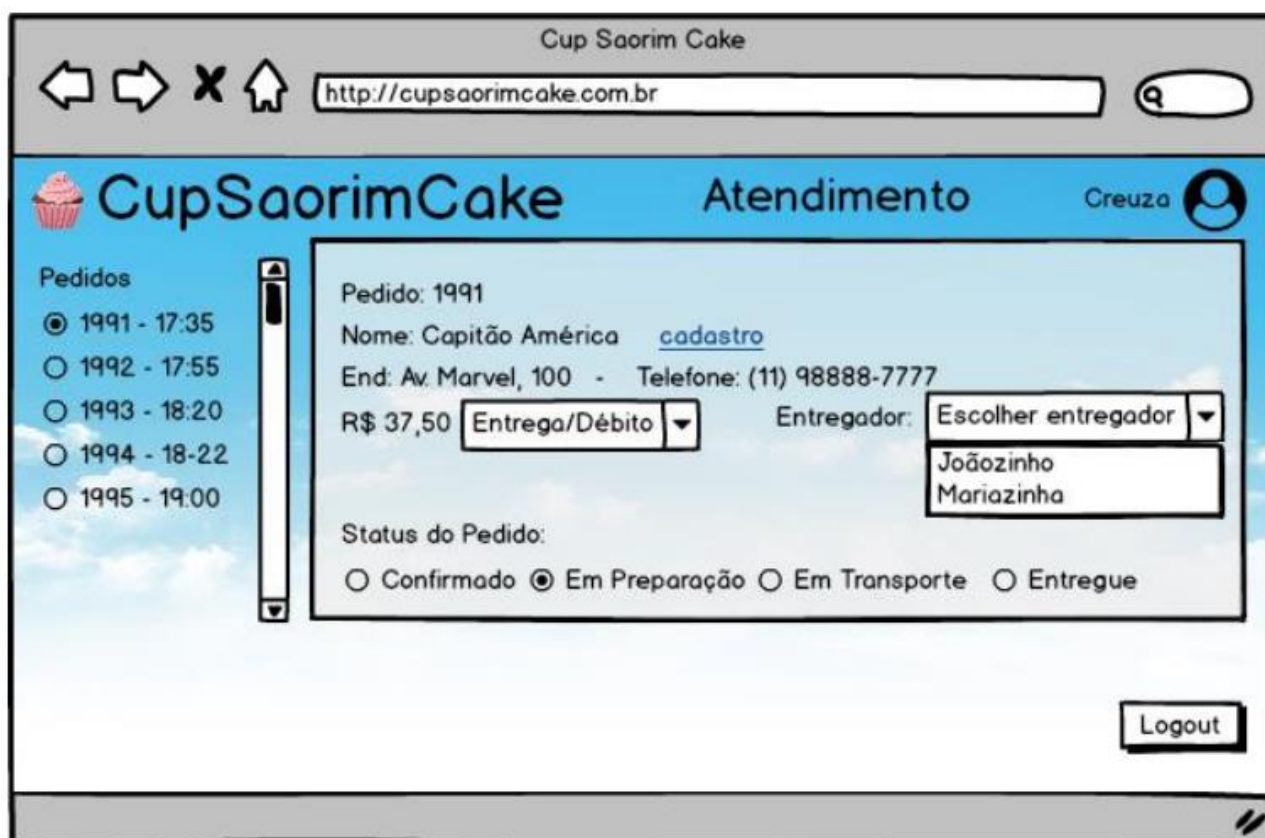 Cup Saorim Cake
http://cupsaorimcake.com.br
CupSaorimCake
Atendimento
Creuza
Pedidos
1991 - 17:35
1992 - 17:55
1993 - 18:20
1994 - 18-22
1995 - 19:00
Pedido: 1991
Nome: Capitão América cadastro
End: Av. Marvel, 100 - Telefone: (11) 98888-7777
R$ 37,50 Entrega/Débito Entregador: Escolher entregador
Joãozinho
Mariazinha
Status do Pedido:
Confirmado Em Preparação Em Transporte Entregue
Logout